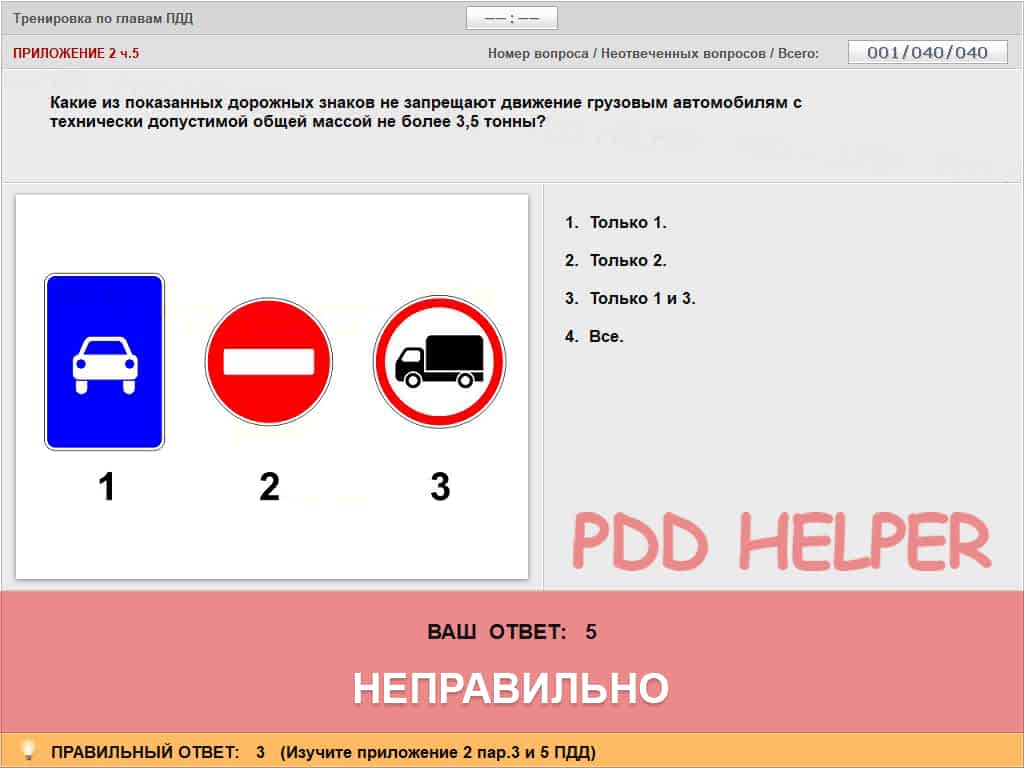 Тренировка по главам ПДД
—— : ——
ПРИЛОЖЕНИЕ 2 ч.5
Номер вопроса / Неотвеченных вопросов / Всего: 001/040/040
Какие из показанных дорожных знаков не запрещают движение грузовым автомобилям с
технически допустимой общей массой не более 3,5 тонны?
1. Только 1.
2. Только 2.
3. Только 1 и 3.
4. Все.
1 2 3
PDD HELPER
ВАШ ОТВЕТ: 5
НЕПРАВИЛЬНО
ПРАВИЛЬНЫЙ ОТВЕТ: 3 (Изучите приложение 2 пар.3 и 5 ПДД)